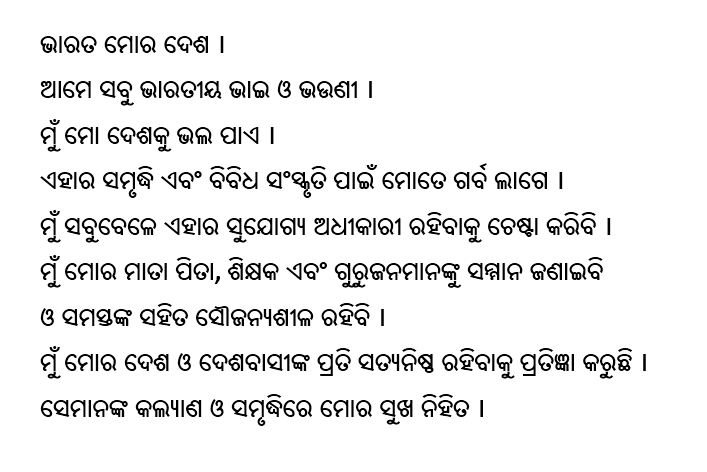 ଭାରତ ମୋର ଦେଶ ।
ଆମେ ସବୁ ଭାରତୀୟ ଭାଇ ଓ ଭଉଣୀ ।
ମୁଁ ମୋ ଦେଶକୁ ଭଲ ପାଏ ।
ଏହାର ସମୃଦ୍ଧି ଏବଂ ବିବିଧ ସଂସ୍କୃତି ପାଇଁ ମୋତେ ଗର୍ବ ଲାଗେ ।
ମୁଁ ସବୁବେଳେ ଏହାର ସୁଯୋଗ୍ୟ ଅଧୀକାରୀ ରହିବାକୁ ଚେଷ୍ଟା କରିବି ।
ମୁଁ ମୋର ମାତା ପିତା, ଶିକ୍ଷକ ଏବଂ ଗୁରୁଜନମାନଙ୍କୁ ସମ୍ମାନ ଜଣାଇବି
ଓ ସମସ୍ତଙ୍କ ସହିତ ସୌଜନ୍ୟଶୀଳ ରହିବି ।
ମୁଁ ମୋର ଦେଶ ଓ ଦେଶବାସୀଙ୍କ ପ୍ରତି ସତ୍ୟନିଷ୍ଠ ରହିବାକୁ ପ୍ରତିଜ୍ଞା କରୁଛି ।
ସେମାନଙ୍କ କଲ୍ୟାଣ ଓ ସମୃଦ୍ଧିରେ ମୋର ସୁଖ ନିହିତ ।